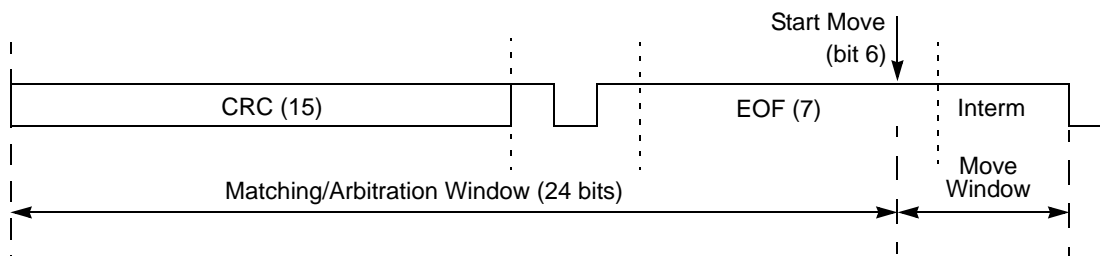 Start Move
(bit 6)
CRC (15)
EOF (7)
Interm
Matching/Arbitration Window (24 bits)
Move
Window